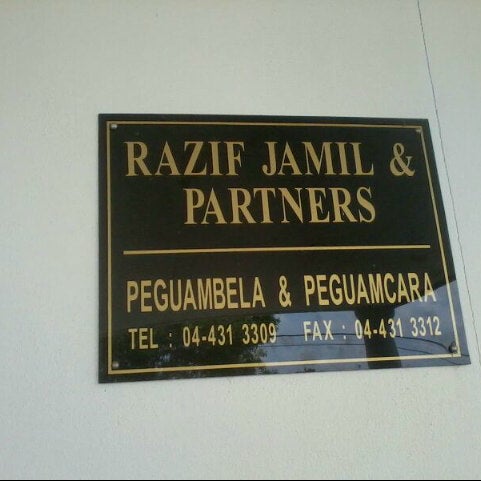 RAZIF JAMIL &
PARTNERS
PEGUAMBELA & PEGUAMCARA
TEL : 04-431 3309 FAX : 04-431 3312